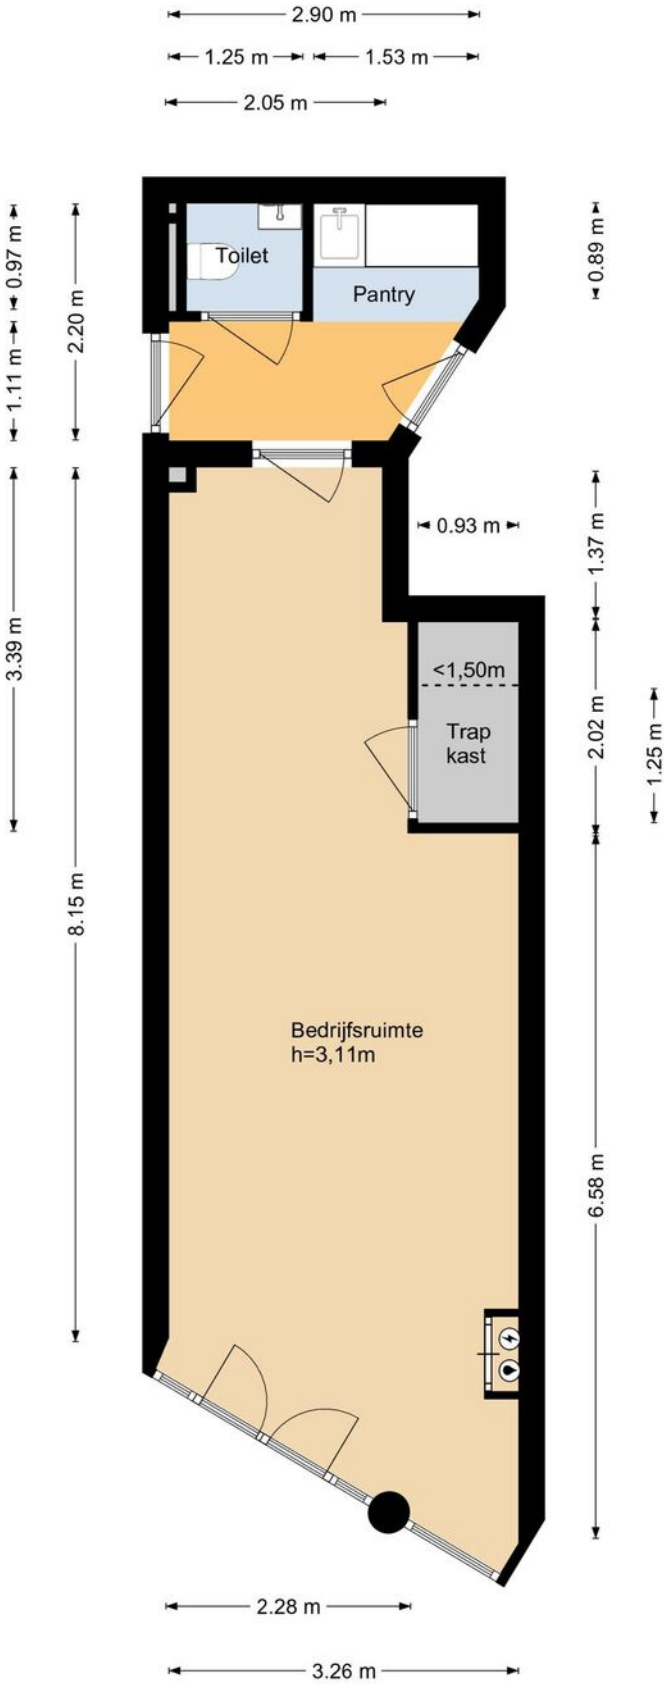 2.90 m
1.25 m
1.53 m
2.05 m
0.97 m
1.11 m
2.20 m
0.89 m
Toilet
Pantry
0.93 m
1.37 m
3.39 m
<1,50m
Trap
kast
2.02 m
1.25 m
8.15 m
Bedrijfsruimte
h=3,11m
6.58 m
2.28 m
3.26 m